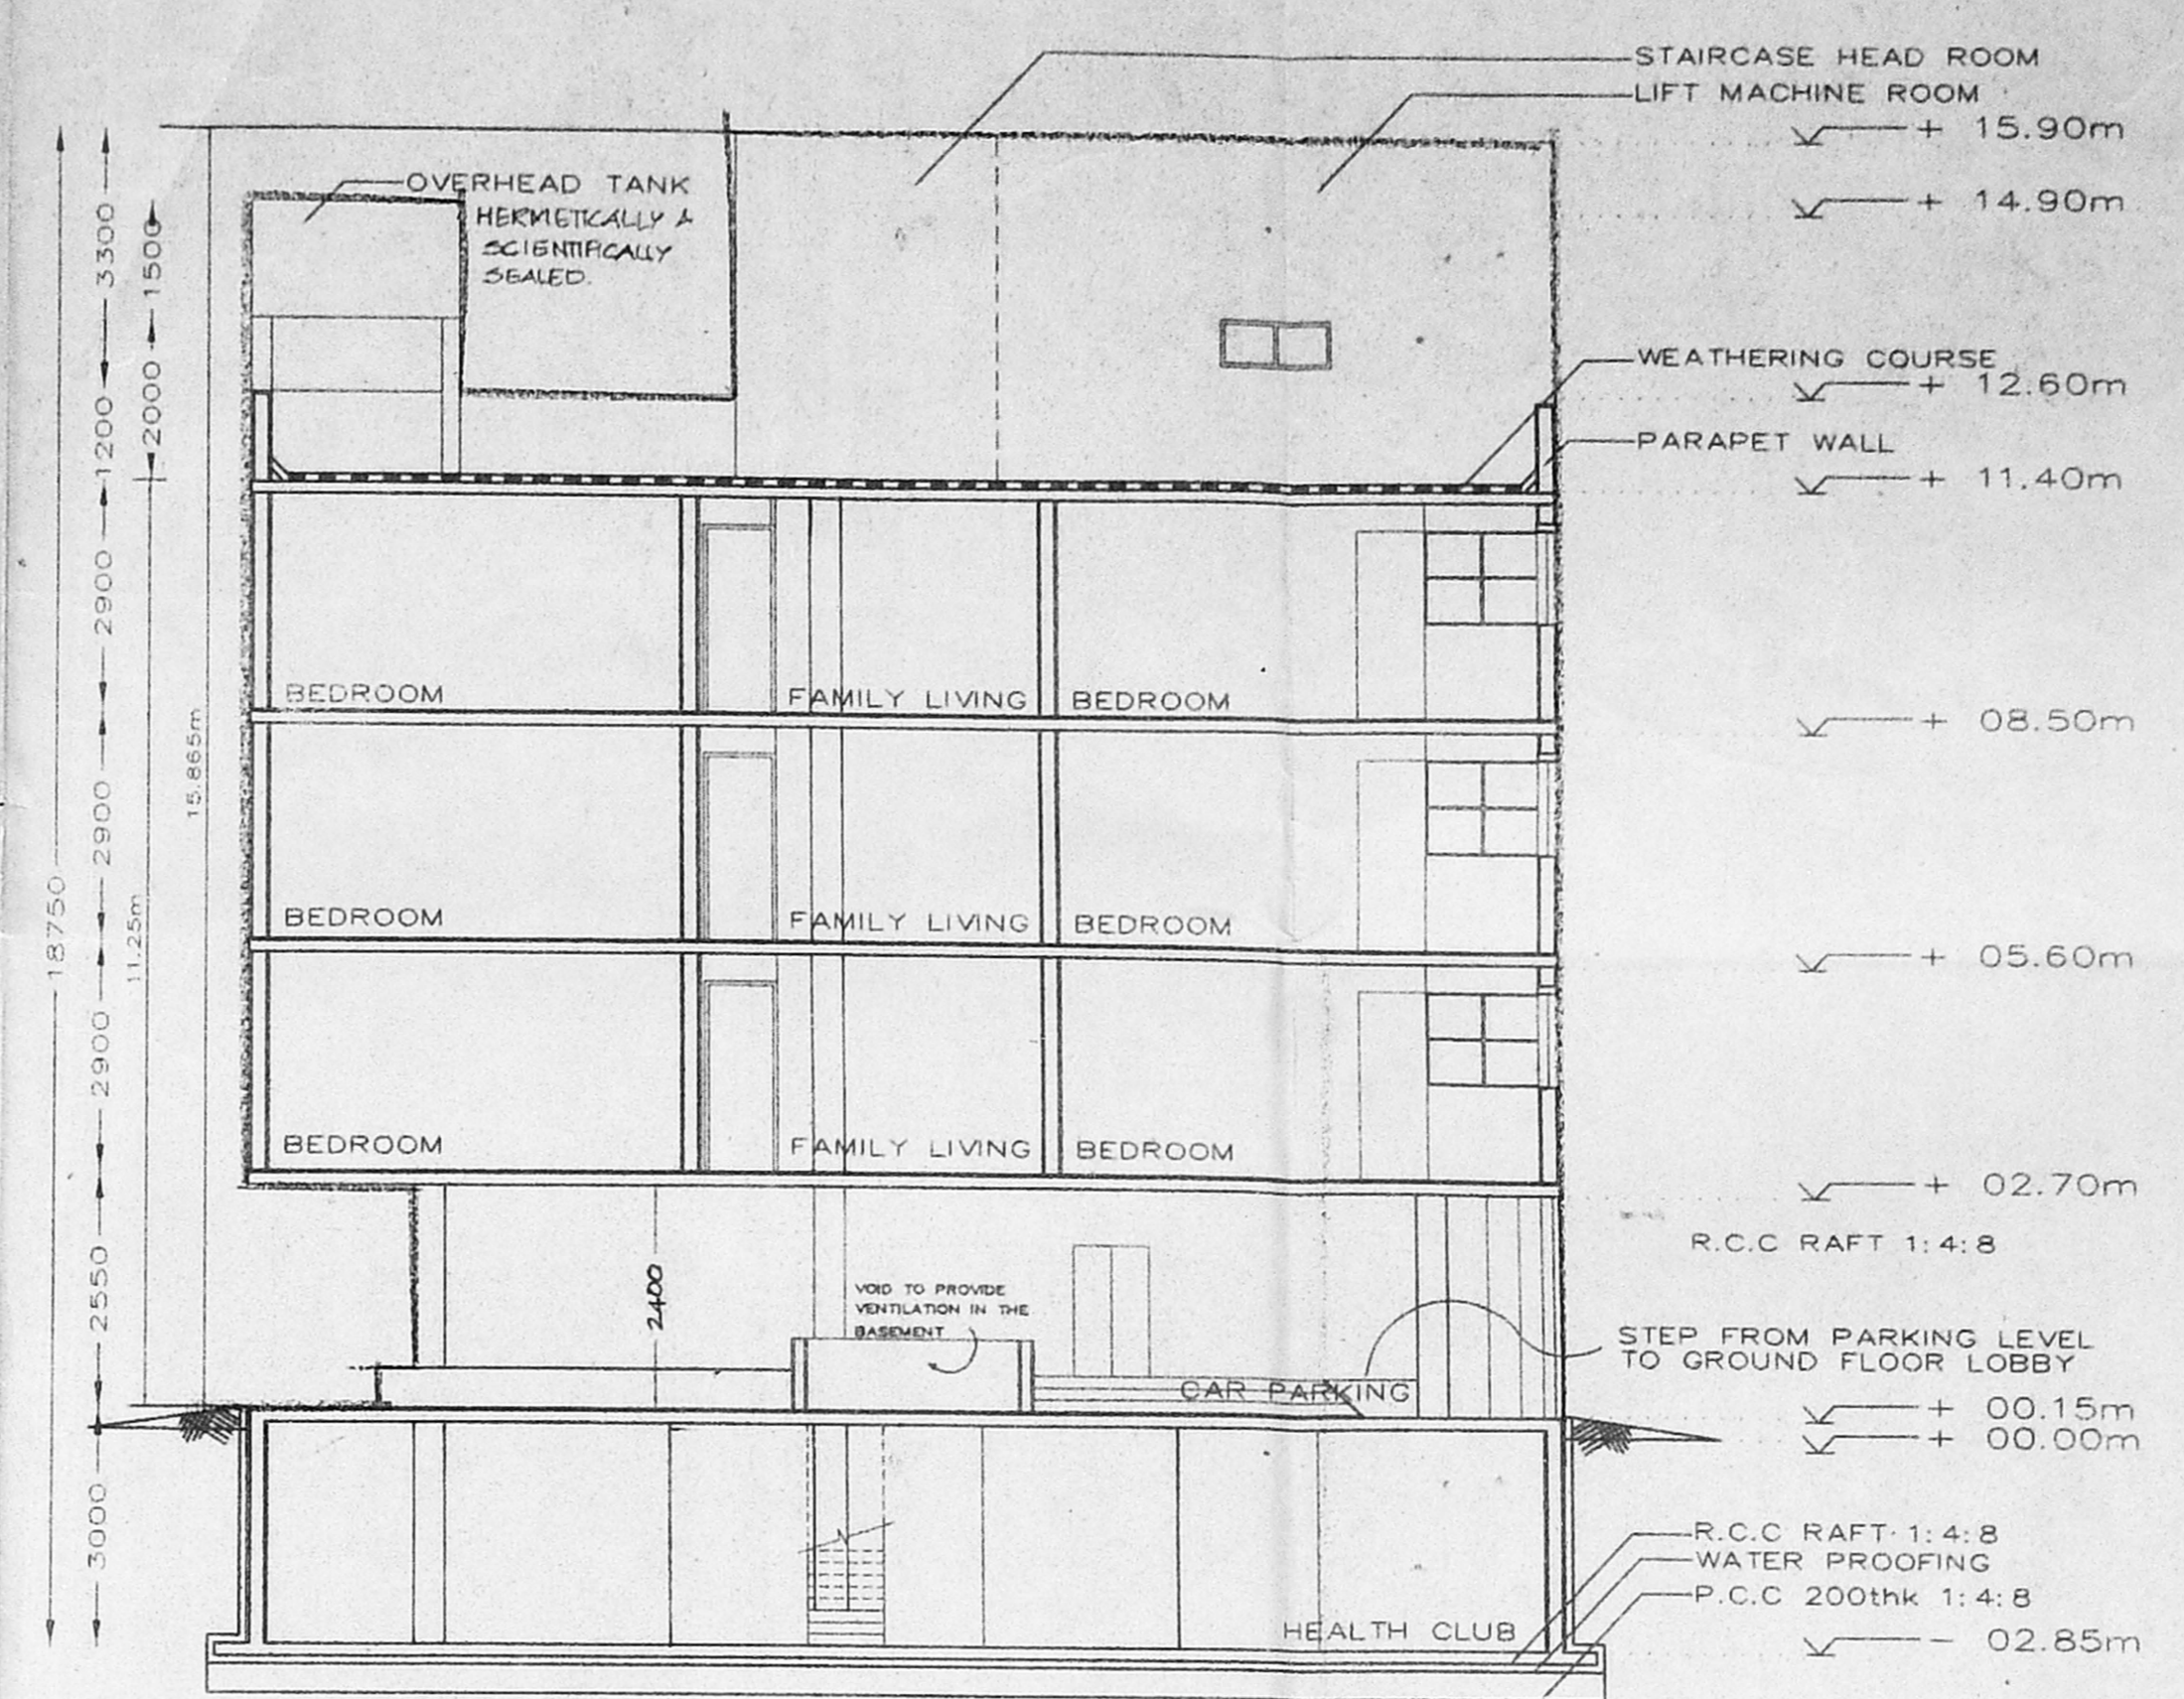 STAIRCASE HEAD ROOM
LIFT MACHINE ROOM
+ 15.90m
OVERHEAD TANK
HERMETICALLY &
SCIENTIFICALLY
SEALED.
+ 14.90m
3300
1500
WEATHERING COURSE
+ 12.60m
PARAPET WALL
1200
2000
+ 11.40m
2900
BEDROOM
FAMILY LIVING
BEDROOM
+ 08.50m
15.865m
2900
BEDROOM
FAMILY LIVING
BEDROOM
18750
11.25m
+ 05.60m
2900
BEDROOM
FAMILY LIVING
BEDROOM
+ 02.70m
R.C.C RAFT 1:4:8
2550
2400
VOID TO PROVIDE
VENTILATION IN THE
BASEMENT
STEP FROM PARKING LEVEL
TO GROUND FLOOR LOBBY
CAR PARKING
+ 00.15m
+ 00.00m
3000
R.C.C RAFT 1:4:8
WATER PROOFING
P.C.C 200thk 1:4:8
HEALTH CLUB
- 02.85m